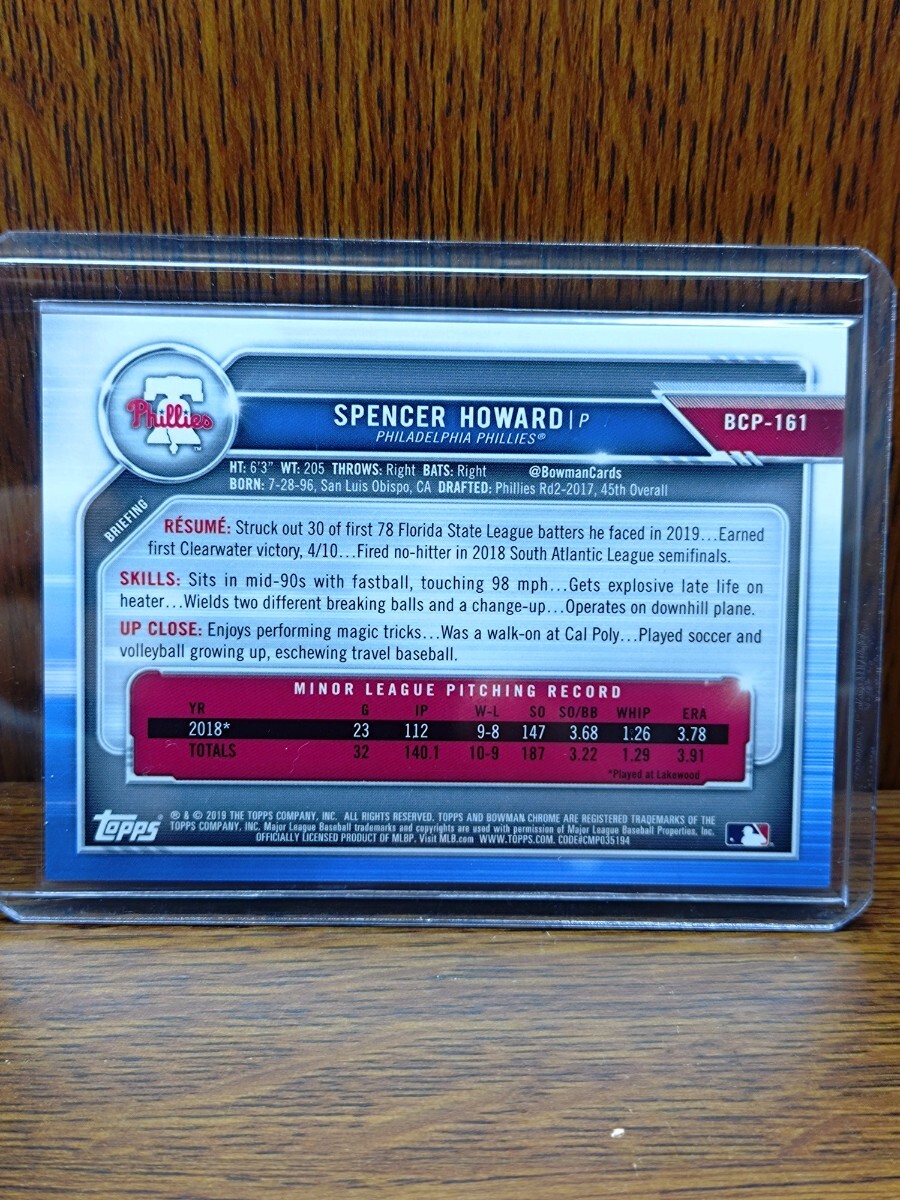 Phillies
TM
SPENCER HOWARD | P
PHILADELPHIA PHILLIES®
BCP-161
HT: 6'3" WT: 205 THROWS: Right BATS: Right @BowmanCards
BORN: 7-28-96, San Luis Obispo, CA DRAFTED: Phillies Rd2-2017, 45th Overall
BRIEFING
RÉSUMÉ: Struck out 30 of first 78 Florida State League batters he faced in 2019...Earned
first Clearwater victory, 4/10...Fired no-hitter in 2018 South Atlantic League semifinals.
SKILLS: Sits in mid-90s with fastball, touching 98 mph...Gets explosive late life on
heater...Wields two different breaking balls and a change-up...Operates on downhill plane.
UP CLOSE: Enjoys performing magic tricks...Was a walk-on at Cal Poly...Played soccer and
volleyball growing up, eschewing travel baseball.
MINOR LEAGUE PITCHING RECORD
YR G IP W-L SO SO/BB WHIP ERA
2018* 23 112 9-8 147 3.68 1.26 3.78
TOTALS 32 140.1 10-9 187 3.22 1.29 3.91
*Played at Lakewood
TOPPS
® & © 2019 THE TOPPS COMPANY, INC. ALL RIGHTS RESERVED. TOPPS AND BOWMAN CHROME ARE REGISTERED TRADEMARKS OF THE
TOPPS COMPANY, INC. Major League Baseball trademarks and copyrights are used with permission of Major League Baseball Properties, Inc.
OFFICIALLY LICENSED PRODUCT OF MLBP. Visit MLB.com WWW.TOPPS.COM. CODE#CMP035194